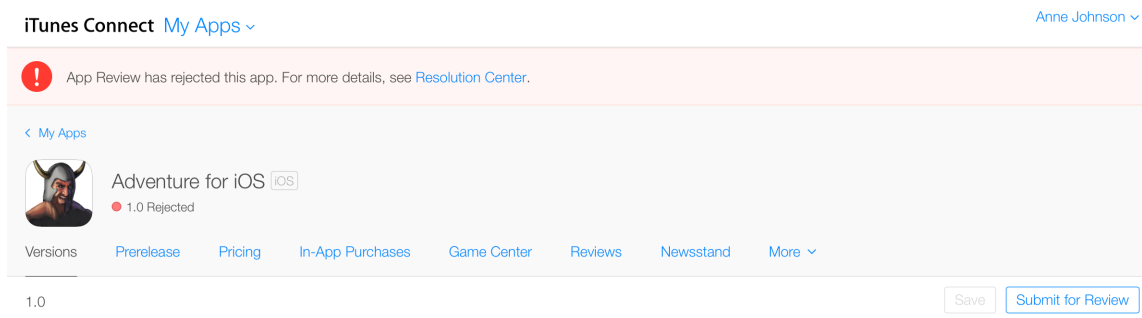 iTunes Connect My Apps
Anne Johnson
App Review has rejected this app. For more details, see Resolution Center.
My Apps
Adventure for iOS iOS
1.0 Rejected
Versions Prerelease Pricing In-App Purchases Game Center Reviews Newsstand More
1.0 Save Submit for Review